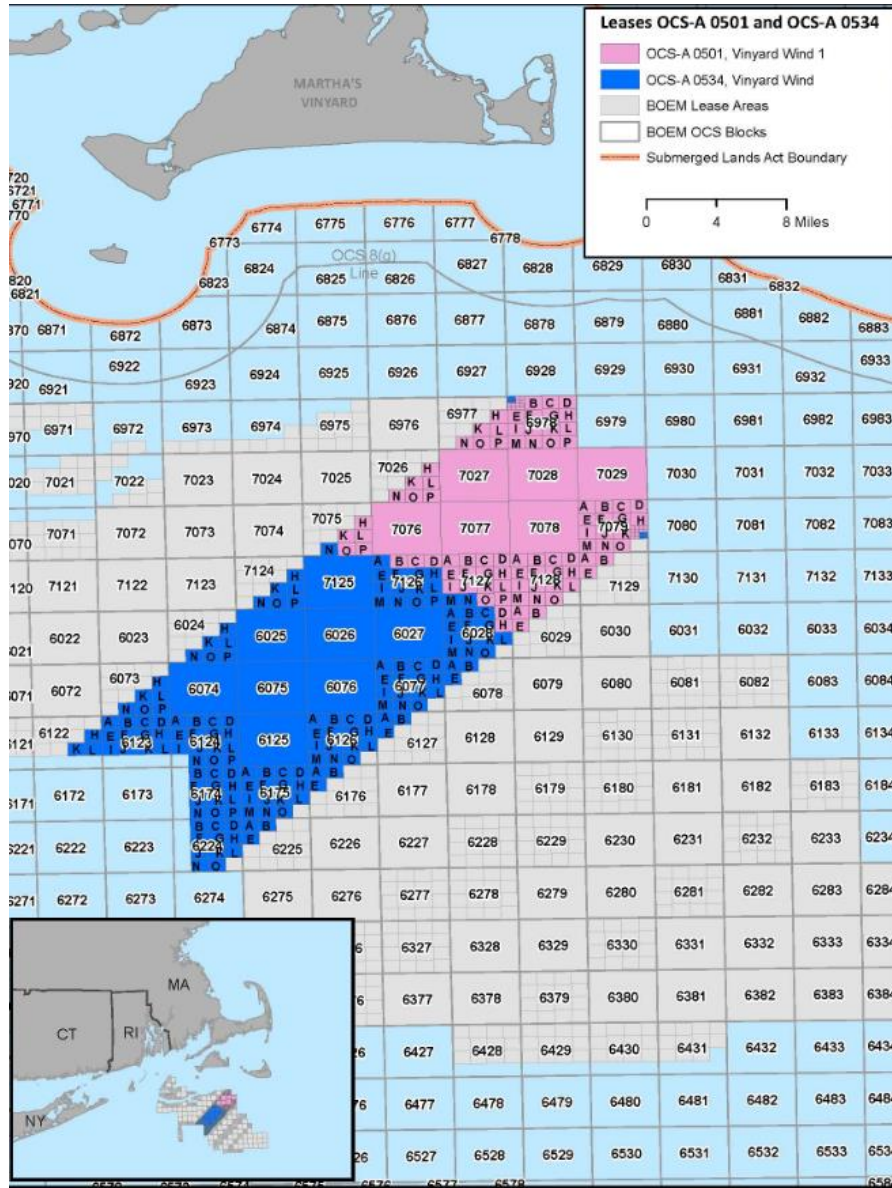 Leases OCS-A 0501 and OCS-A 0534
OCS-A 0501, Vinyard Wind 1
OCS-A 0534, Vinyard Wind
BOEM Lease Areas
BOEM OCS Blocks
Submerged Lands Act Boundary
0 4 8 Miles
MARTHA'S
VINYARD
OCS 8(g)
Line
6771
6774 6775 6776 6777
6773 6778
6824 6825 6826 6827 6828 6829 6830 6831 6832
6821 6823
6871 6872 6873 6874 6875 6876 6877 6878 6879 6880 6881 6882 6883
6921 6922 6923 6924 6925 6926 6927 6928 6929 6930 6931 6932 6933
6971 6972 6973 6974 6975 6976 6977 6978 6979 6980 6981 6982 6983
B C D
H E F G H
K L I J K L
N O P M N O P
7021 7022 7023 7024 7025 7026 7027 7028 7029 7030 7031 7032 7033
H
K L
N O P
7071 7072 7073 7074 7075 7076 7077 7078 7079 7080 7081 7082 7083
H A B C D
K L E F G H
N O P I J K
M N O
7121 7122 7123 7124 7125 7126 7127 7128 7129 7130 7131 7132 7133
A B C D A B C D A B C D A B
H E F G H E F G H E F G H E
K L I J K L I J K L I J K L
N O P M N O P M N O P M N O
6022 6023 6024 6025 6026 6027 6028 6029 6030 6031 6032 6033 6034
A B C D A B
H E F G H E
K L I J K L
N O P M N O
6071 6072 6073 6074 6075 6076 6077 6078 6079 6080 6081 6082 6083 6084
A B C D A B
H E F G H E
K L I J K L
N O P M N O
6121 6122 6123 6124 6125 6126 6127 6128 6129 6130 6131 6132 6133 6134
A B C D A B C D A B C D A B
H E F G H E F G H E F G H E
K L I J K L I J K L I J K L
O P M N O
6171 6172 6173 6174 6175 6176 6177 6178 6179 6180 6181 6182 6183 6184
B C D A B C D A B
F G H E F G H E
J K L I J K L
N O P M N O
6221 6222 6223 6224 6225 6226 6227 6228 6229 6230 6231 6232 6233 6234
B C D A B
F G H E
J K L
N O
6271 6272 6273 6274 6275 6276 6277 6278 6279 6280 6281 6282 6283 6284
6327 6328 6329 6330 6331 6332 6333 6334
6377 6378 6379 6380 6381 6382 6383 6384
6427 6428 6429 6430 6431 6432 6433 6434
6477 6478 6479 6480 6481 6482 6483 6484
6527 6528 6529 6530 6531 6532 6533
MA
CT
RI
NY